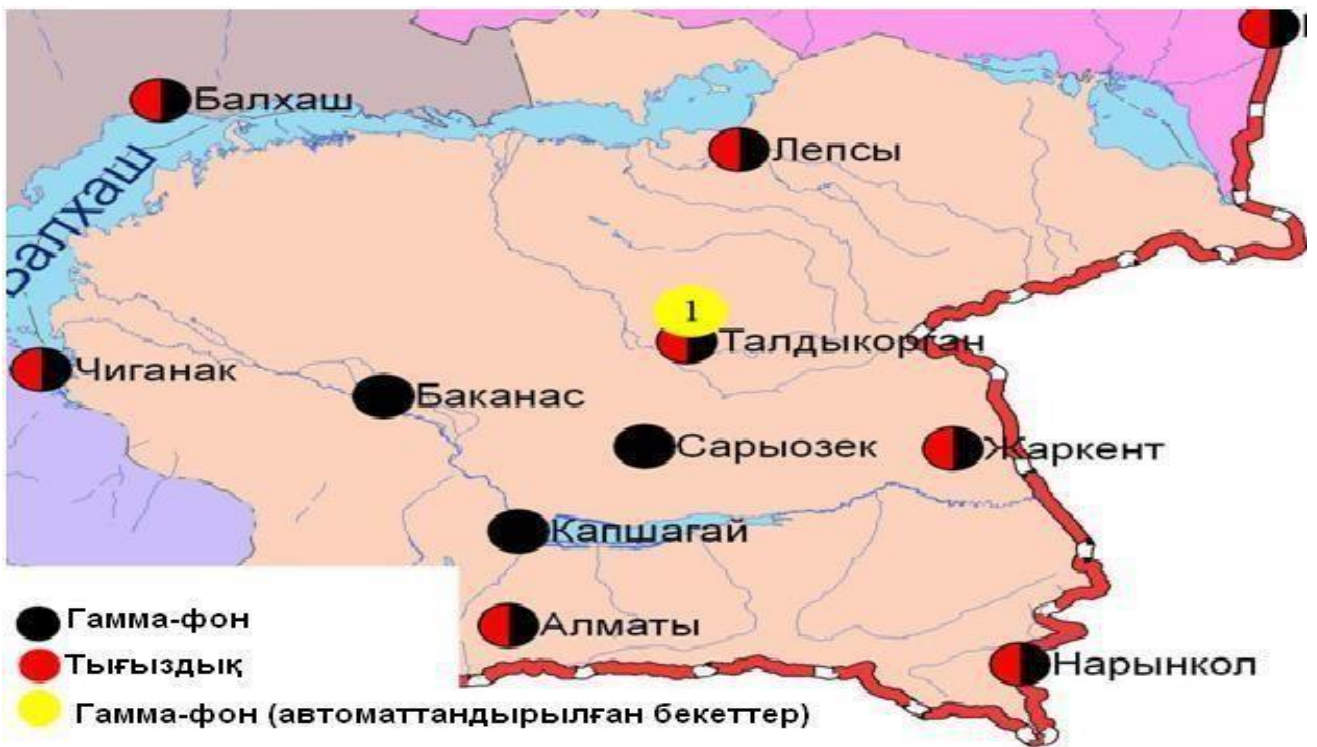 Балхаш
Лепсы
Балхаш
1
Талдыкорган
Чиганак
Баканас
Сарыозек
Жаркент
Капшагай
Алматы
Нарынкол
Гамма-фон
Тығыздық
Гамма-фон (автоматтандырылған бекеттер)